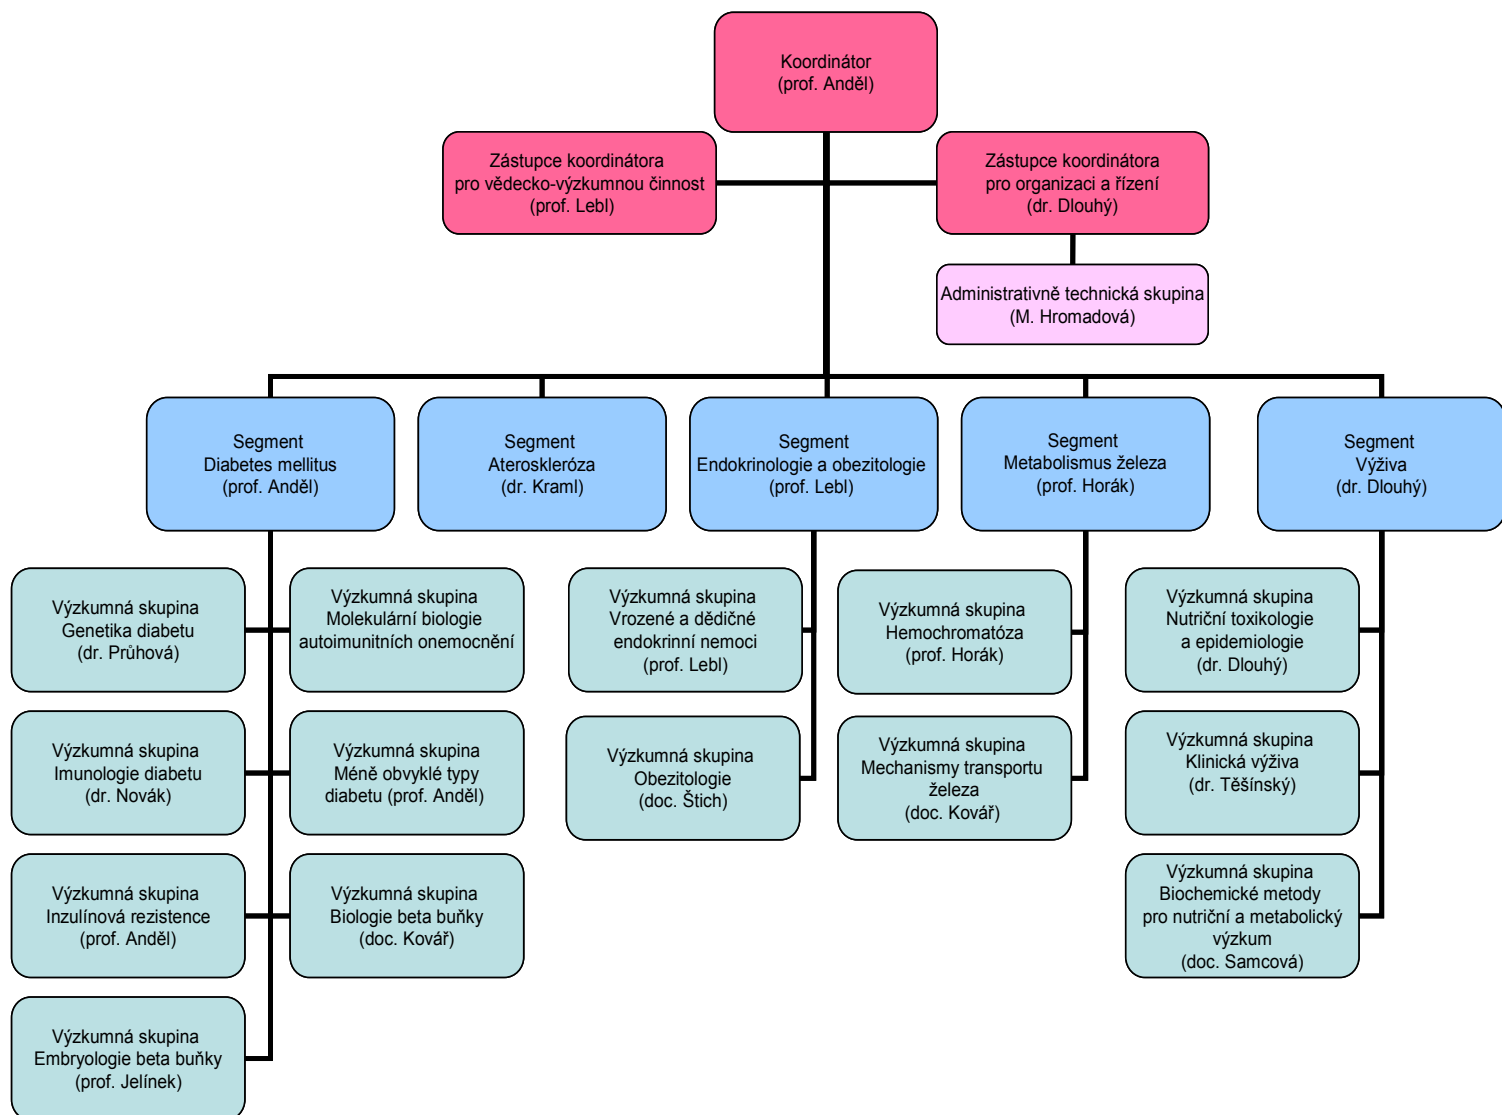 Koordinátor
(prof. Anděl)
Zástupce koordinátora
pro vědecko-výzkumnou činnost
(prof. Lebl)
Zástupce koordinátora
pro organizaci a řízení
(dr. Dlouhý)
Administrativně technická skupina
(M. Hromadová)
Segment
Diabetes mellitus
(prof. Anděl)
Segment
Ateroskleróza
(dr. Kraml)
Segment
Endokrinologie a obezitologie
(prof. Lebl)
Segment
Metabolismus železa
(prof. Horák)
Segment
Výživa
(dr. Dlouhý)
Výzkumná skupina
Genetika diabetu
(dr. Průhová)
Výzkumná skupina
Molekulární biologie
autoimunitních onemocnění
Výzkumná skupina
Vrozené a dědičné
endokrinní nemoci
(prof. Lebl)
Výzkumná skupina
Hemochromatóza
(prof. Horák)
Výzkumná skupina
Nutriční toxikologie
a epidemiologie
(dr. Dlouhý)
Výzkumná skupina
Imunologie diabetu
(dr. Novák)
Výzkumná skupina
Méně obvyklé typy
diabetu (prof. Anděl)
Výzkumná skupina
Obezitologie
(doc. Štich)
Výzkumná skupina
Mechanismy transportu
železa
(doc. Kovář)
Výzkumná skupina
Klinická výživa
(dr. Těšínský)
Výzkumná skupina
Inzulínová rezistence
(prof. Anděl)
Výzkumná skupina
Biologie beta buňky
(doc. Kovář)
Výzkumná skupina
Biochemické metody
pro nutriční a metabolický
výzkum
(doc. Samcová)
Výzkumná skupina
Embryologie beta buňky
(prof. Jelínek)